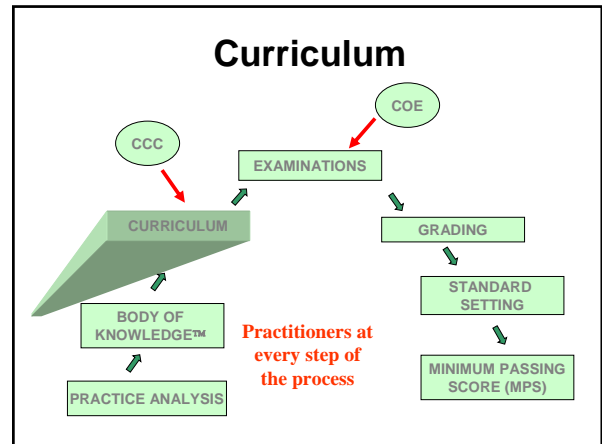 Curriculum
COE
CCC
EXAMINATIONS
CURRICULUM
GRADING
STANDARD
SETTING
BODY OF
KNOWLEDGE™
Practitioners at
every step of
the process
MINIMUM PASSING
SCORE (MPS)
PRACTICE ANALYSIS